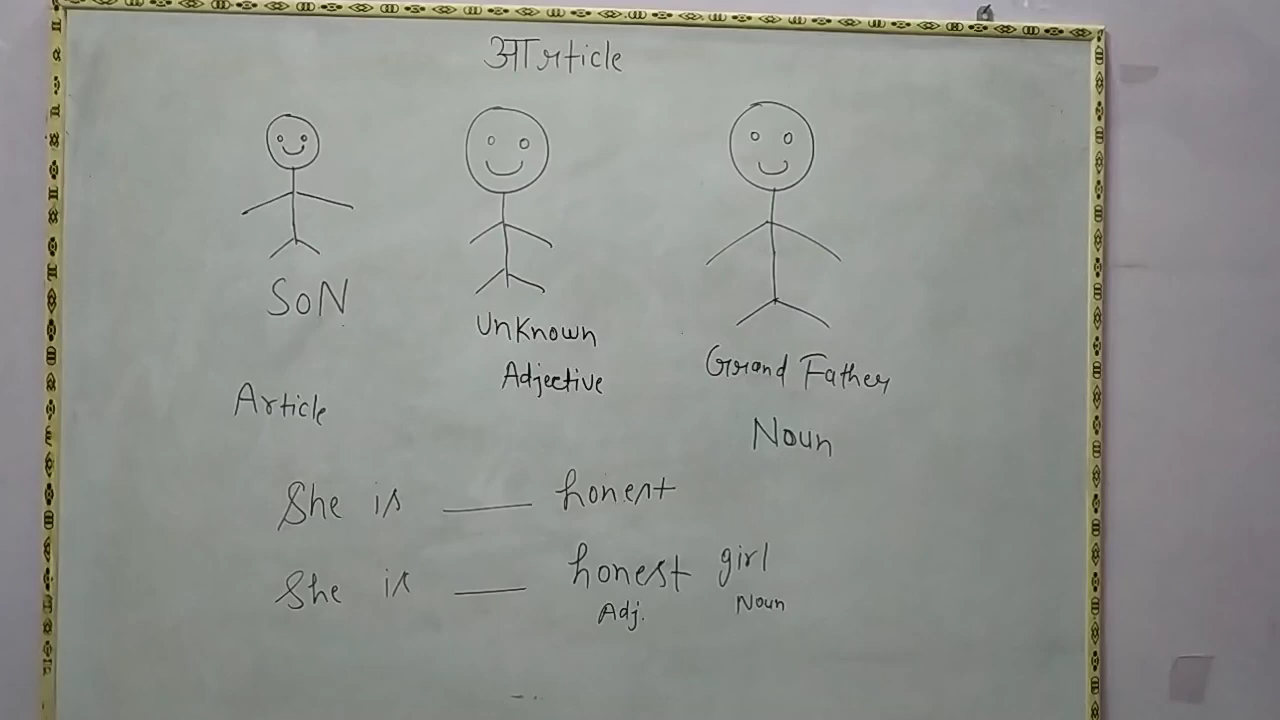 आrticle
SoN
Unknown
Adjective
Grand Father
Article
Noun
She is ____ honest
She is ____ honest girl
Adj. Noun